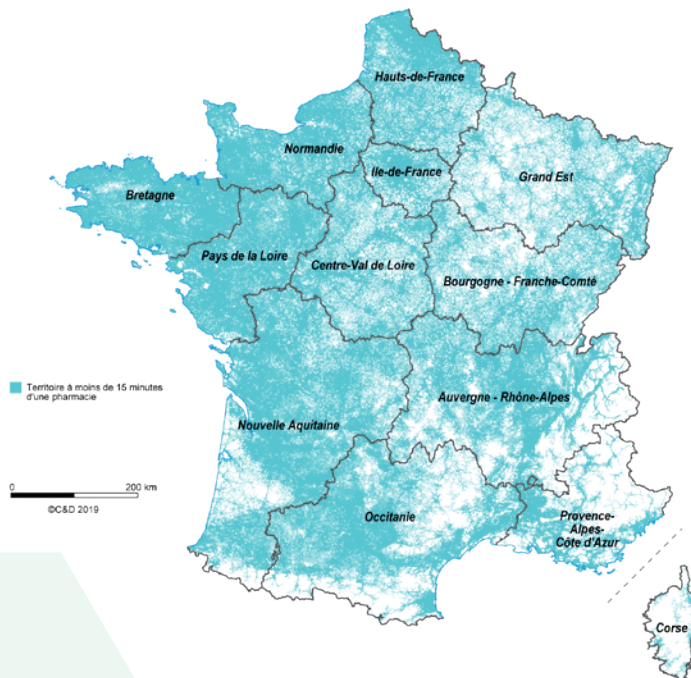 Hauts-de-France
Normandie
Ile-de-France
Grand Est
Bretagne
Pays de la Loire
Centre-Val de Loire
Bourgogne - Franche-Comté
Territoire à moins de 15 minutes
d'une pharmacie
Auvergne - Rhône-Alpes
Nouvelle Aquitaine
0
200 km
©C&D 2019
Occitanie
Provence-
Alpes-
Côte d'Azur
Corse